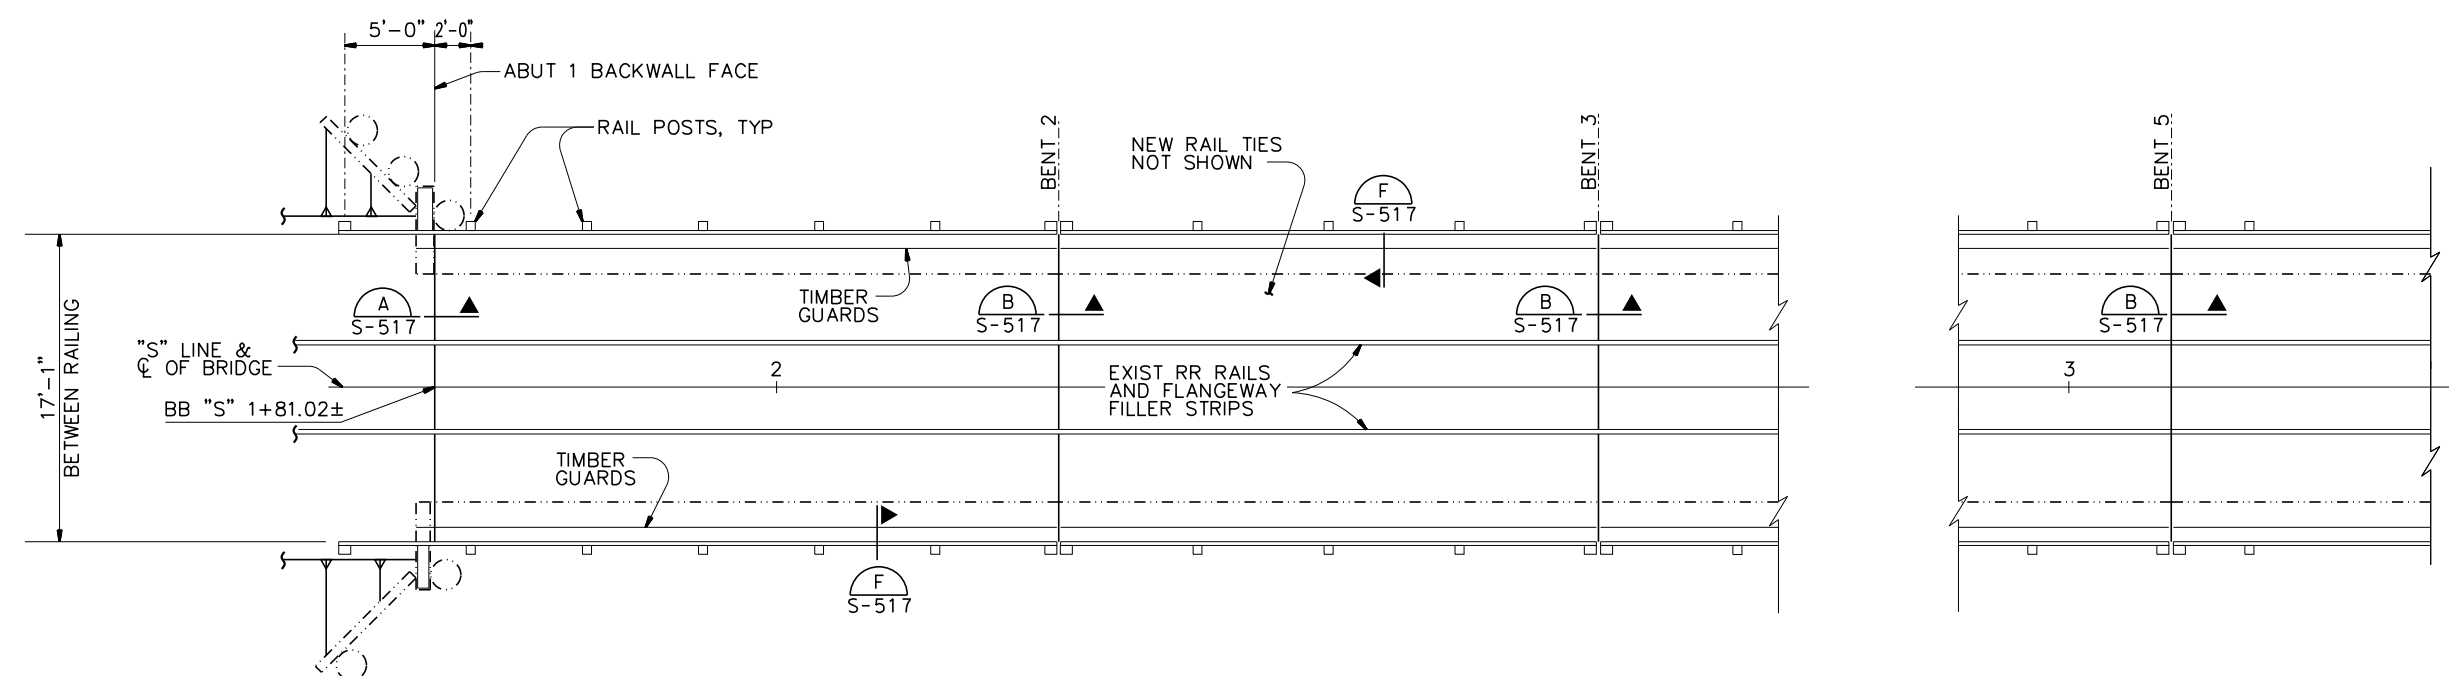 5'-0" 2'-0"
ABUT 1 BACKWALL FACE
RAIL POSTS, TYP
BENT 2
NEW RAIL TIES
NOT SHOWN
F
S-517
BENT 3
BENT 5
A
S-517
TIMBER
GUARDS
B
S-517
B
S-517
B
S-517
17'-1"
BETWEEN RAILING
"S" LINE &
℄ OF BRIDGE
BB "S" 1+81.02±
2
EXIST RR RAILS
AND FLANGEWAY
FILLER STRIPS
3
TIMBER
GUARDS
F
S-517